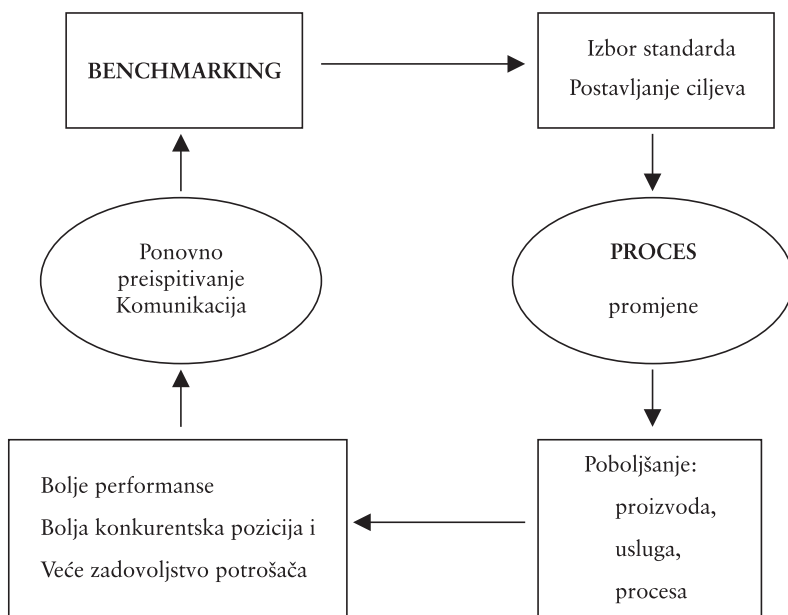 BENCHMARKING
Izbor standarda
Postavljanje ciljeva
PROCES
promjene
Poboljšanje:
proizvoda,
usluga,
procesa
Bolje performanse
Bolja konkurentska pozicija i
Veće zadovoljstvo potrošača
Ponovno
preispitivanje
Komunikacija